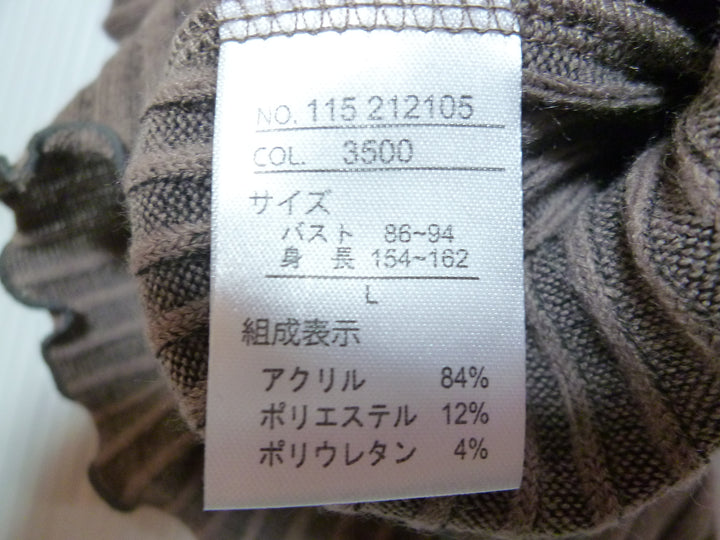 NO. 115 212105
COL. 3500
サイズ
バスト 86~94
身 長 154~162
L
組成表示
アクリル 84%
ポリエステル 12%
ポリウレタン 4%